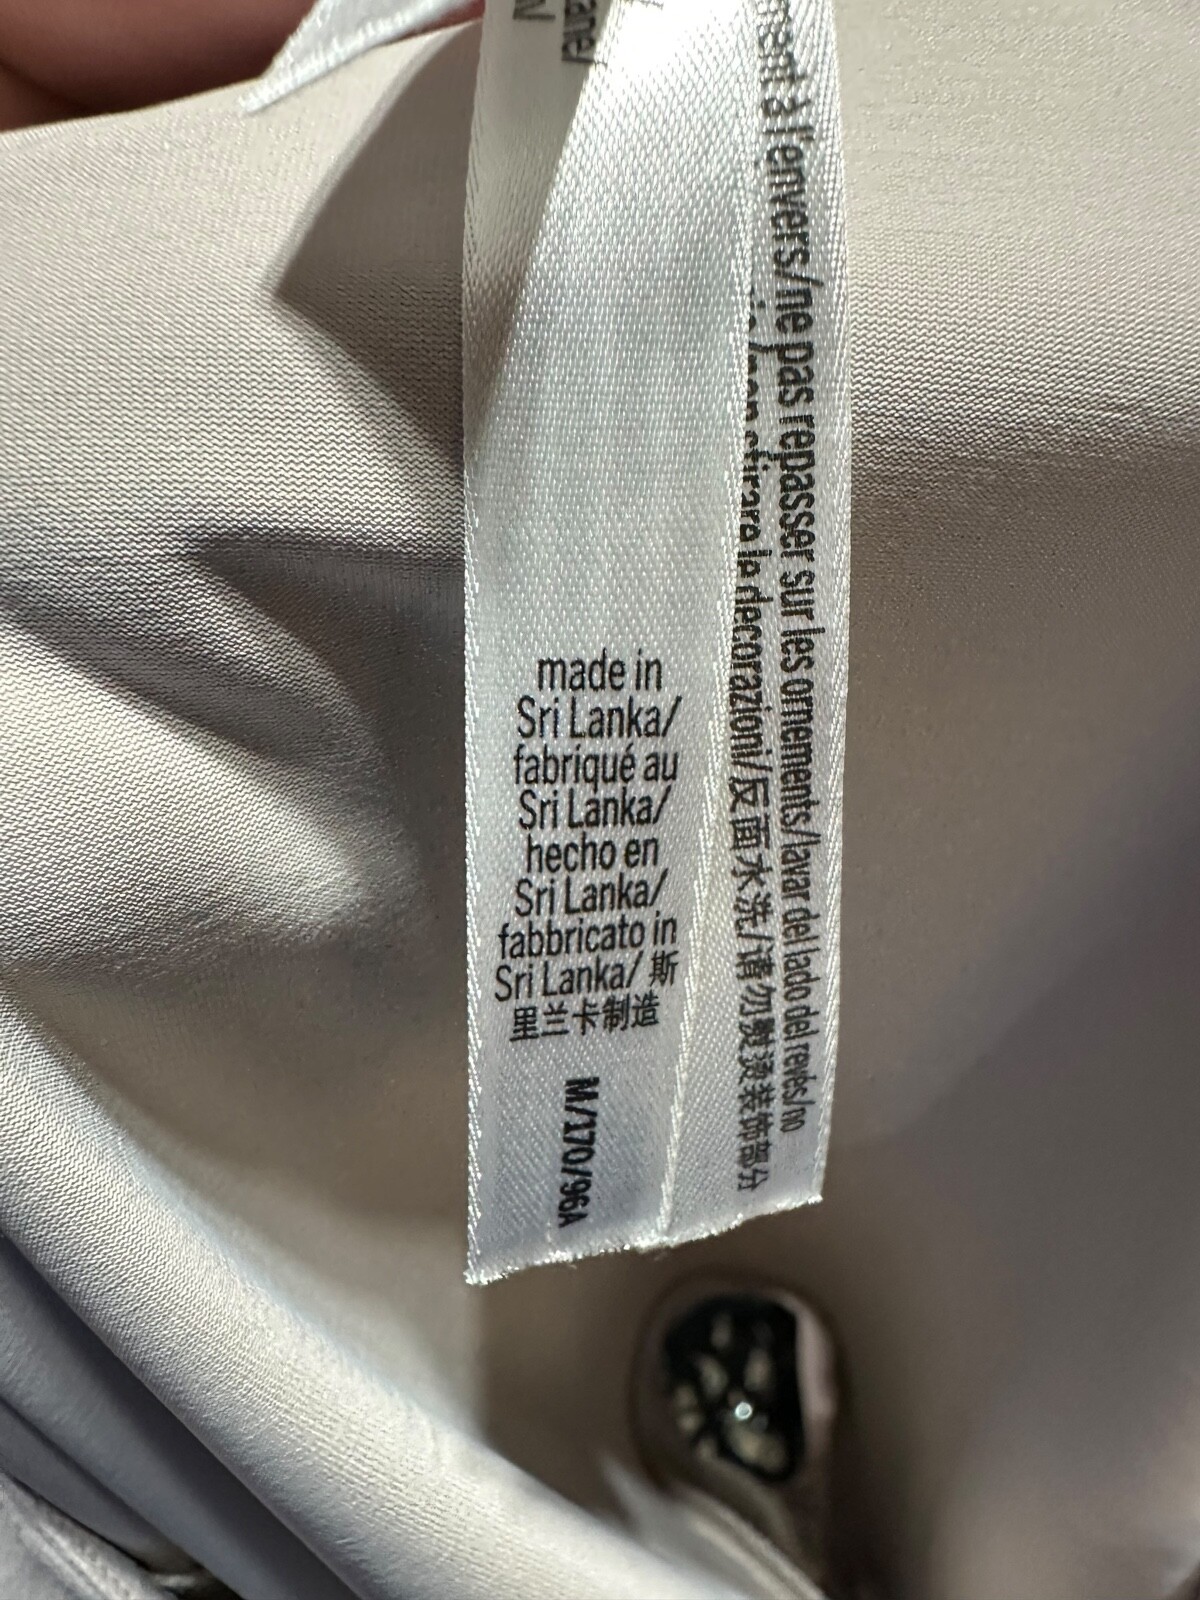 made in
Sri Lanka/
fabriqué au
Sri Lanka/
hecho en
Sri Lanka/
fabbricato in
Sri Lanka/ 斯
里兰卡制造
M/170/96A
à l'envers/ne pas repasser sur les ornements/lavar del lado del revés/no
stirare le decorazioni/反面水洗/请勿熨烫装饰部分